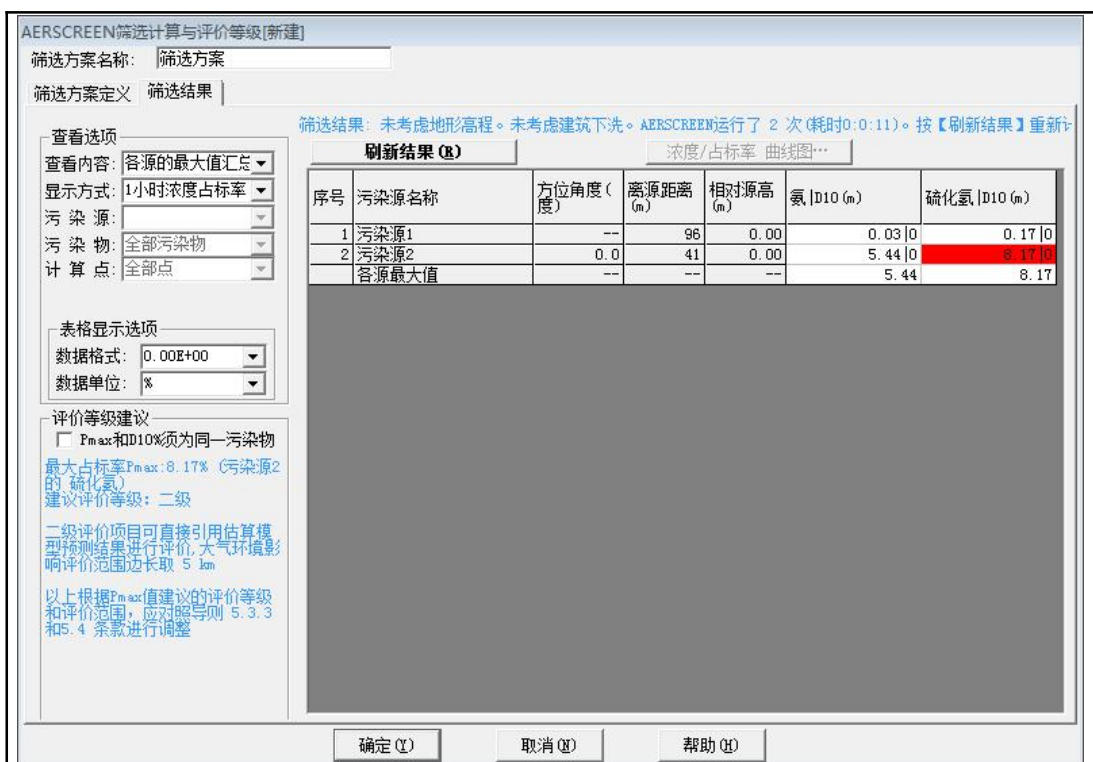 AERSCREEN筛选计算与评价等级[新建]
筛选方案名称: 筛选方案
筛选方案定义 筛选结果
筛选结果: 未考虑地形高程。未考虑建筑下洗。AERSCREEN运行了 2 次(耗时0:0:11)。按【刷新结果】重新
查看选项
查看内容: 各源的最大值汇总
显示方式: 1小时浓度占标率
污 染 源:
污 染 物: 全部污染物
计 算 点: 全部点
表格显示选项
数据格式: 0.00E+00
数据单位: %
评价等级建议
Pmax和D10%须为同一污染物
最大占标率Pmax:8.17% (污染源2
的 硫化氢)
建议评价等级: 二级
二级评价项目可直接引用估算模
型预测结果进行评价,大气环境影
响评价范围边长取 5 km
以上根据Pmax值建议的评价等级
和评价范围, 应对照导则 5.3.3
和5.4 条款进行调整
刷新结果(R) 浓度/占标率 曲线图…
序号 污染源名称 方位角度(度) 离源距离(m) 相对源高(m) 氨|D10(m) 硫化氢|D10(m)
1 污染源1 -- 96 0.00 0.03|0 0.17|0
2 污染源2 0.0 41 0.00 5.44|0 8.17|0
各源最大值 -- -- -- 5.44 8.17
确定(Y) 取消(N) 帮助(H)